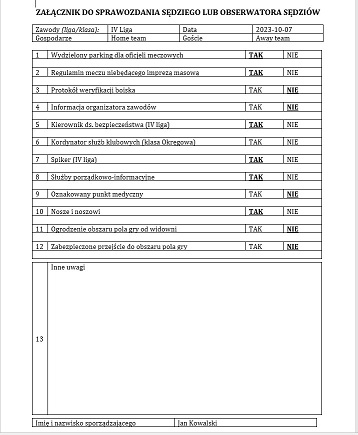 ZAŁĄCZNIK DO SPRAWOZDANIA SĘDZIEGO LUB OBSERWATORA SĘDZIÓW
Zawody (liga/klasa): IV Liga Data 2023-10-07
Gospodarze Home team Goście Away team
1 Wydzielony parking dla oficjeli meczowych TAK NIE
2 Regulamin meczu niebędącego imprezą masową TAK NIE
3 Protokół weryfikacji boiska TAK NIE
4 Informacja organizatora zawodów TAK NIE
5 Kierownik ds. bezpieczeństwa (IV liga) TAK NIE
6 Kordynator służb klubowych (klasa Okręgowa) TAK NIE
7 Spiker (IV liga) TAK NIE
8 Służby porządkowo-informacyjne TAK NIE
9 Oznakowany punkt medyczny TAK NIE
10 Nosze i noszowi TAK NIE
11 Ogrodzenie obszaru pola gry od widowni TAK NIE
12 Zabezpieczone przejście do obszaru pola gry TAK NIE
Inne uwagi
13
Imię i nazwisko sporządzającego Jan Kowalski